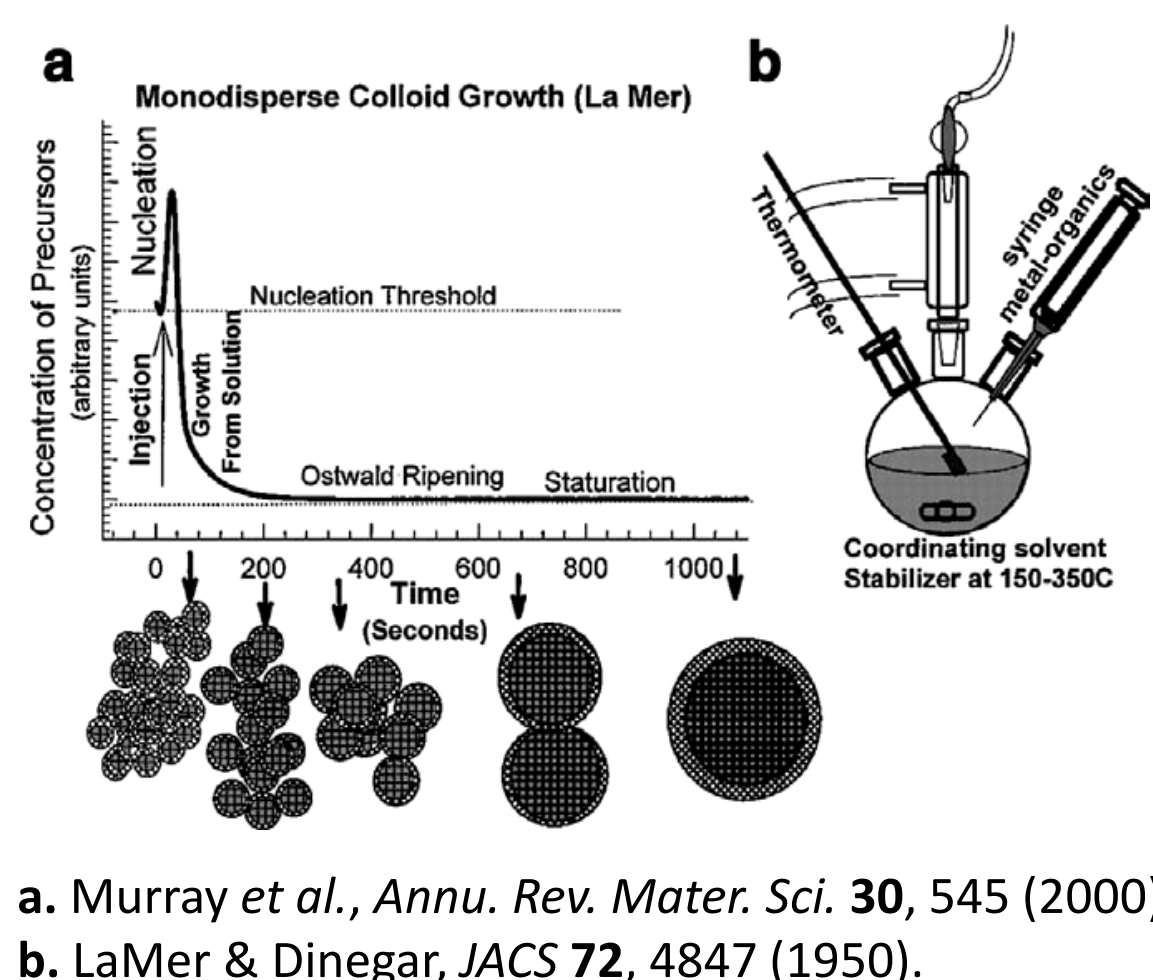 a
Monodisperse Colloid Growth (La Mer)
Concentration of Precursors
(arbitrary units)
Nucleation
Nucleation Threshold
Injection
Growth
From Solution
Ostwald Ripening
Staturation
0 200 400 600 800 1000
Time
(Seconds)
b
Thermometer
syringe
metal-organics
Coordinating solvent
Stabilizer at 150-350C
a. Murray et al., Annu. Rev. Mater. Sci. 30, 545 (2000)
b. LaMer & Dinegar, JACS 72, 4847 (1950).